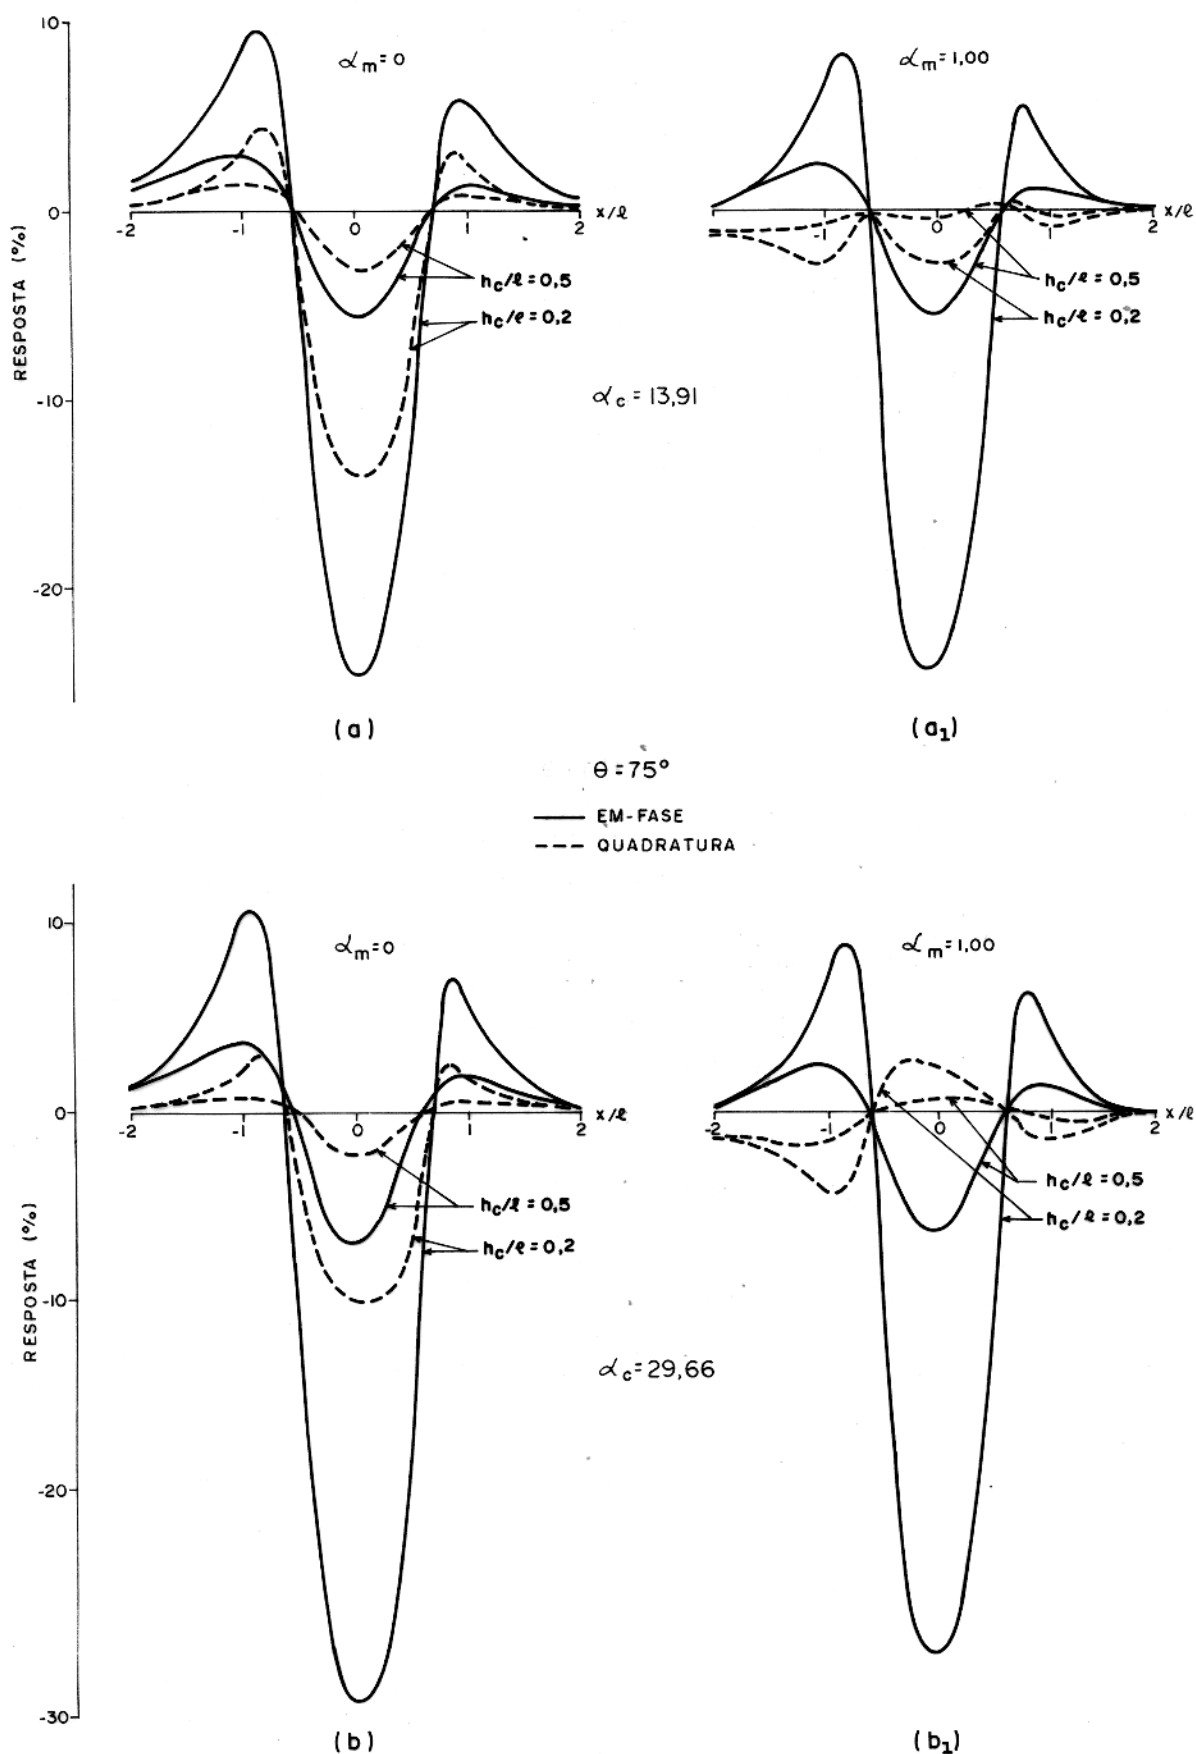 10
αm = 0
αm = 1,00
0
-2
-1
0
1
2
x/ℓ
-2
-1
0
1
2
x/ℓ
hc/ℓ = 0,5
hc/ℓ = 0,2
hc/ℓ = 0,5
hc/ℓ = 0,2
RESPOSTA (%)
-10
αc = 13,91
-20
(a)
(a1)
θ = 75°
EM-FASE
QUADRATURA
10
αm = 0
αm = 1,00
0
-2
-1
0
1
2
x/ℓ
-2
-1
0
1
2
x/ℓ
hc/ℓ = 0,5
hc/ℓ = 0,2
hc/ℓ = 0,5
hc/ℓ = 0,2
RESPOSTA (%)
-10
αc = 29,66
-20
-30
(b)
(b1)